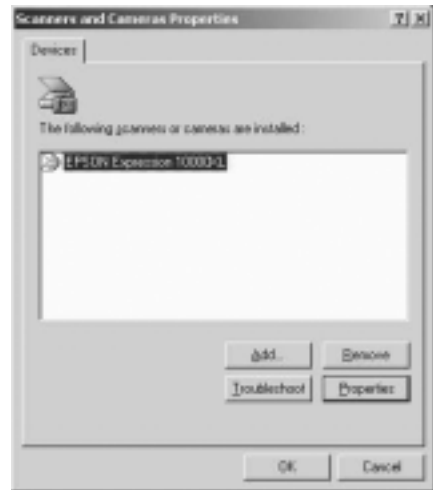 Scanners and Cameras Properties
Devices
The following scanners or cameras are installed :
EPSON Expression 10000XL
Add...
Remove
Troubleshoot
Properties
OK
Cancel